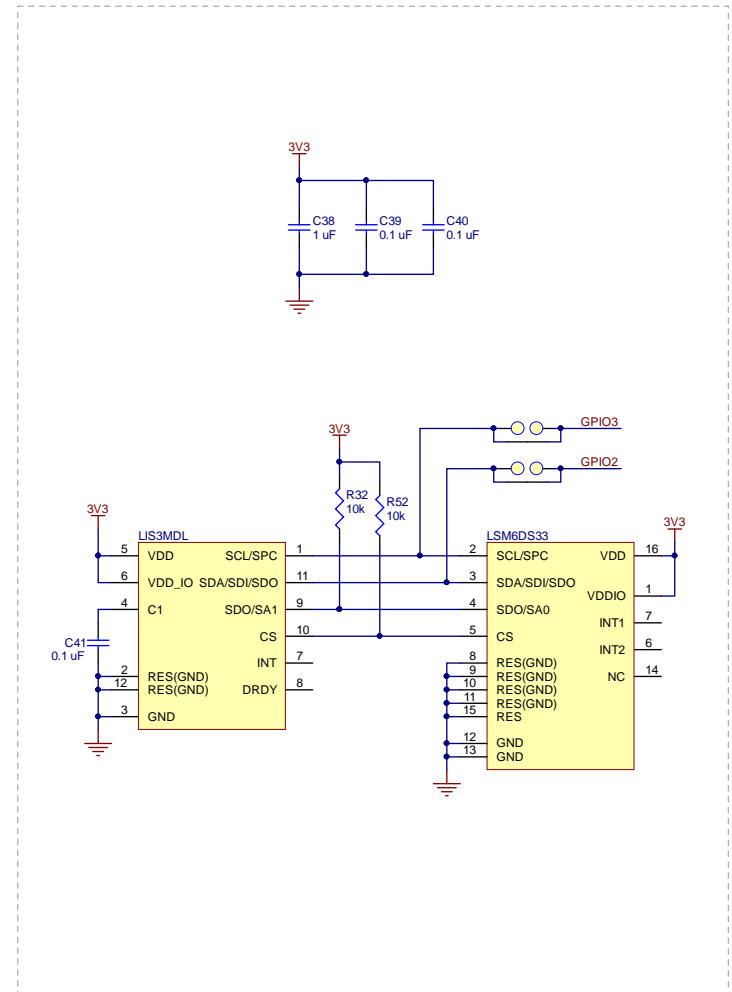 3V3
C38
1 uF
C39
0.1 uF
C40
0.1 uF
GPIO3
3V3
GPIO2
R32
10k
R52
10k
3V3
3V3
LIS3MDL
LSM6DS33
5 VDD SCL/SPC 1
2 SCL/SPC VDD 16
6 VDD_IO SDA/SDI/SDO 11
3 SDA/SDI/SDO
VDDIO 1
4 C1 SDO/SA1 9
4 SDO/SA0
INT1 7
CS 10
5 CS
C41
0.1 uF
INT2 6
INT 7
8 RES(GND)
2 RES(GND)
9 RES(GND)
NC 14
12 RES(GND) DRDY 8
10 RES(GND)
11 RES(GND)
3 GND
15 RES
12 GND
13 GND